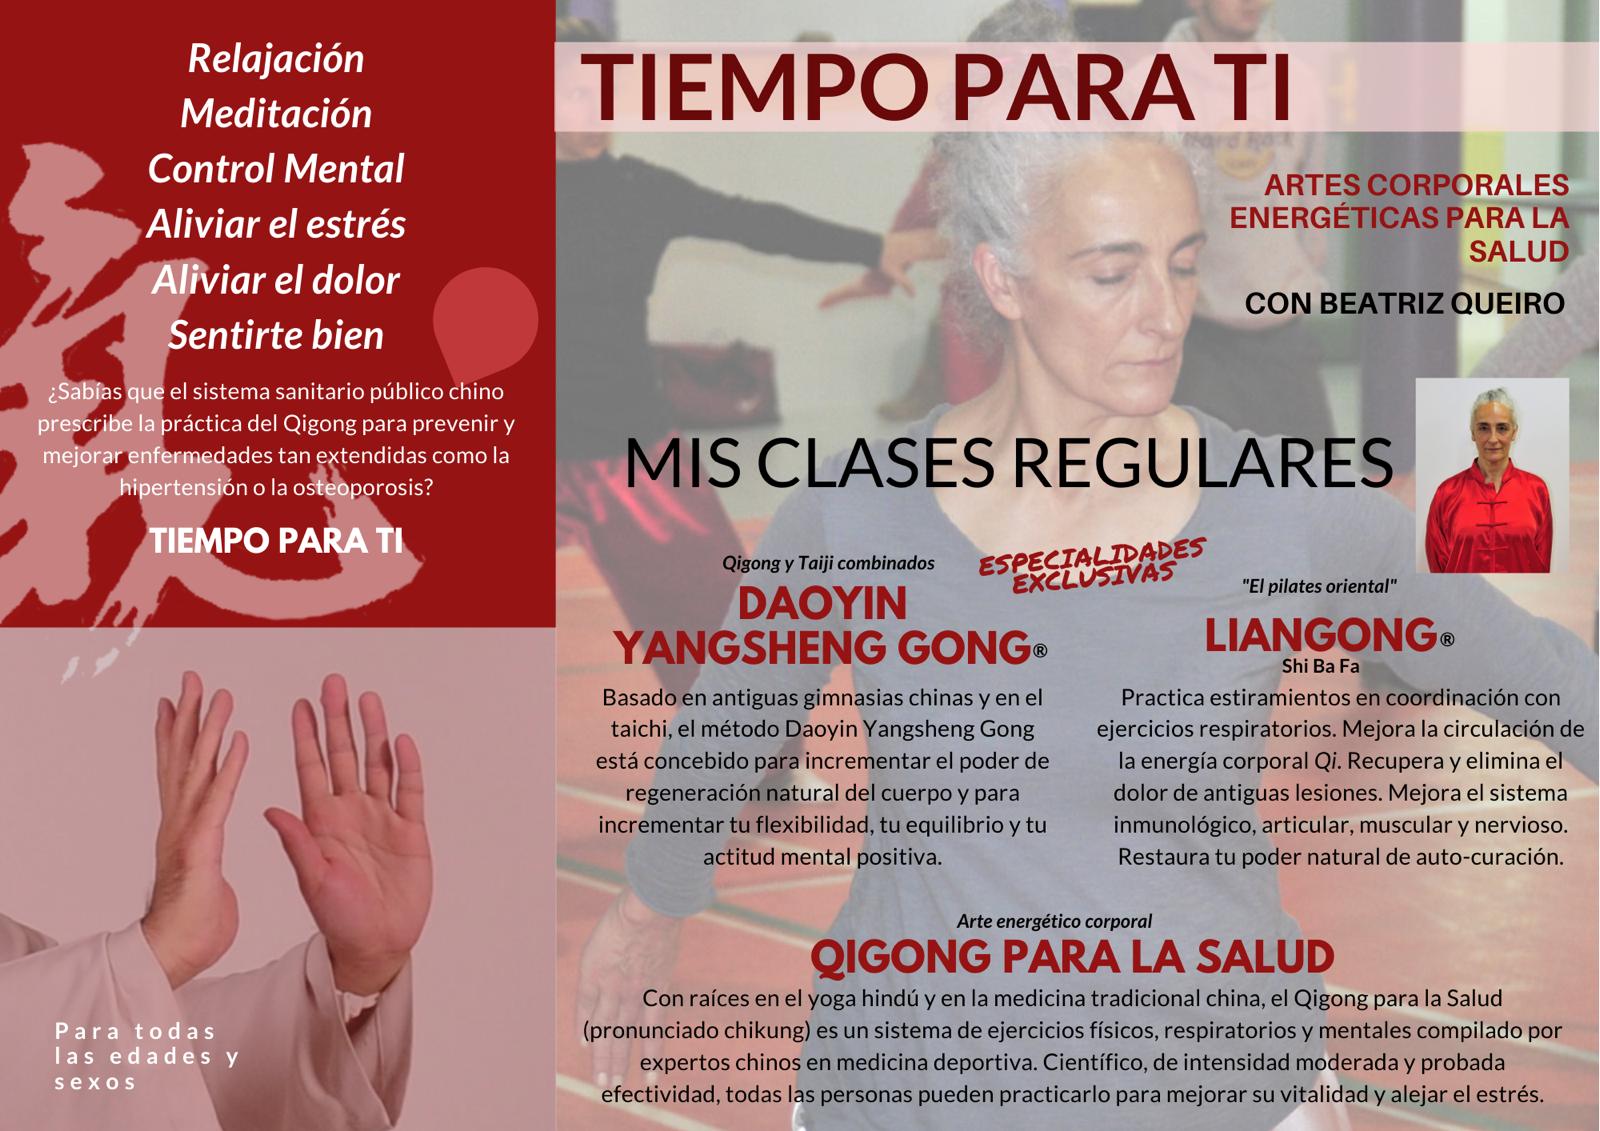 Relajación
Meditación
Control Mental
Aliviar el estrés
Aliviar el dolor
Sentirte bien
¿Sabías que el sistema sanitario público chino
prescribe la práctica del Qigong para prevenir y
mejorar enfermedades tan extendidas como la
hipertensión o la osteoporosis?
TIEMPO PARA TI
Para todas
las edades y
sexos
TIEMPO PARA TI
Hard Rock
ARTES CORPORALES
ENERGÉTICAS PARA LA
SALUD
CON BEATRIZ QUEIRO
MIS CLASES REGULARES
ESPECIALIDADES
EXCLUSIVAS
Qigong y Taiji combinados
DAOYIN
YANGSHENG GONG®
Basado en antiguas gimnasias chinas y en el
taichi, el método Daoyin Yangsheng Gong
está concebido para incrementar el poder de
regeneración natural del cuerpo y para
incrementar tu flexibilidad, tu equilibrio y tu
actitud mental positiva.
"El pilates oriental"
LIANGONG®
Shi Ba Fa
Practica estiramientos en coordinación con
ejercicios respiratorios. Mejora la circulación de
la energía corporal Qi. Recupera y elimina el
dolor de antiguas lesiones. Mejora el sistema
inmunológico, articular, muscular y nervioso.
Restaura tu poder natural de auto-curación.
Arte energético corporal
QIGONG PARA LA SALUD
Con raíces en el yoga hindú y en la medicina tradicional china, el Qigong para la Salud
(pronunciado chikung) es un sistema de ejercicios físicos, respiratorios y mentales compilado por
expertos chinos en medicina deportiva. Científico, de intensidad moderada y probada
efectividad, todas las personas pueden practicarlo para mejorar su vitalidad y alejar el estrés.